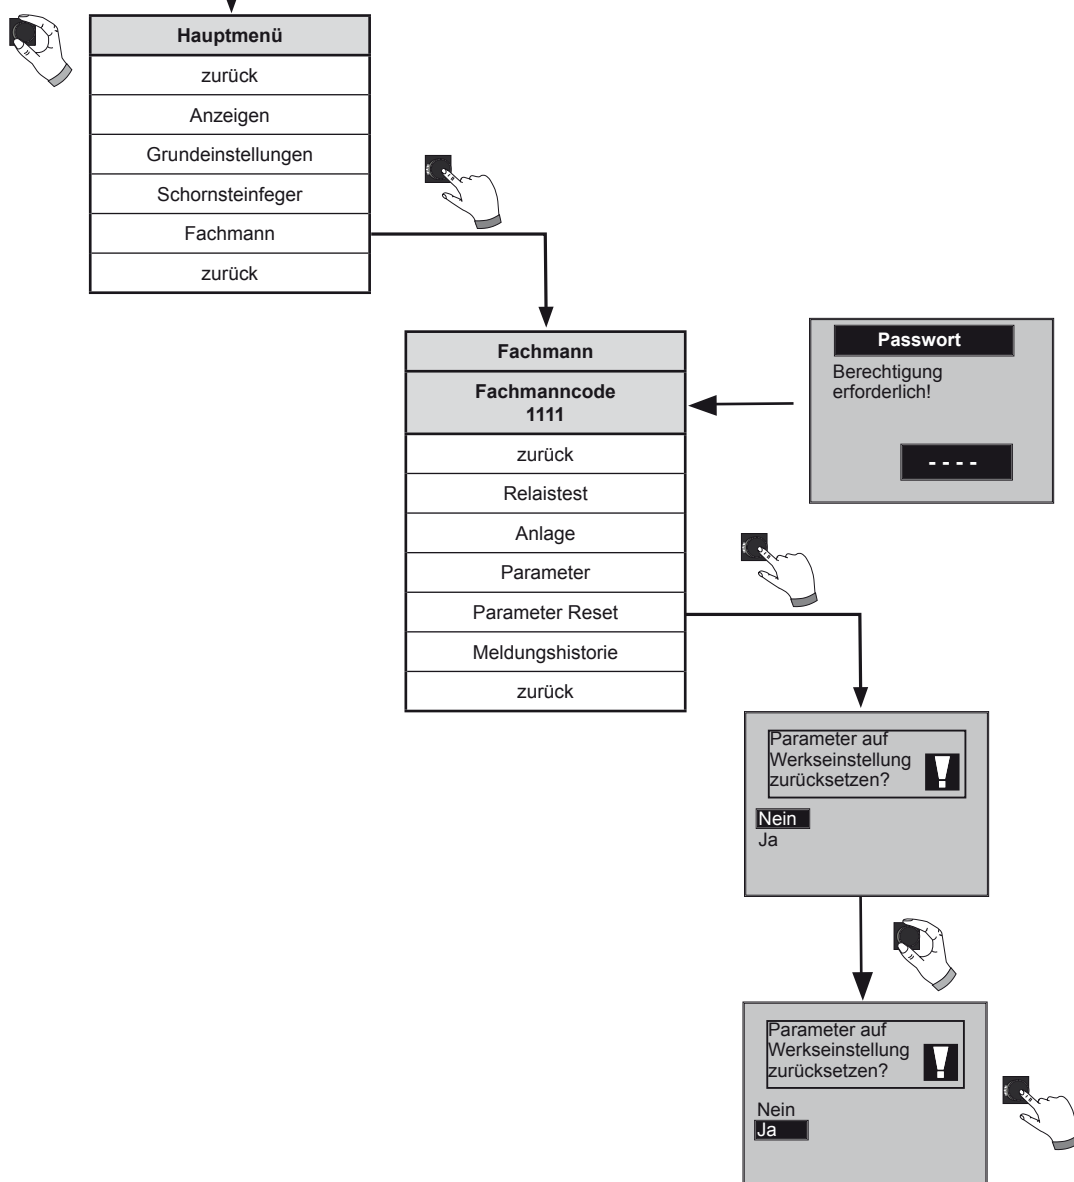 Hauptmenü
zurück
Anzeigen
Grundeinstellungen
Schornsteinfeger
Fachmann
zurück
Fachmann
Fachmanncode
1111
zurück
Relaistest
Anlage
Parameter
Parameter Reset
Meldungshistorie
zurück
Passwort
Berechtigung
erforderlich!
- - - -
Parameter auf
Werkseinstellung
zurücksetzen?
!
Nein
Ja
Parameter auf
Werkseinstellung
zurücksetzen?
!
Nein
Ja